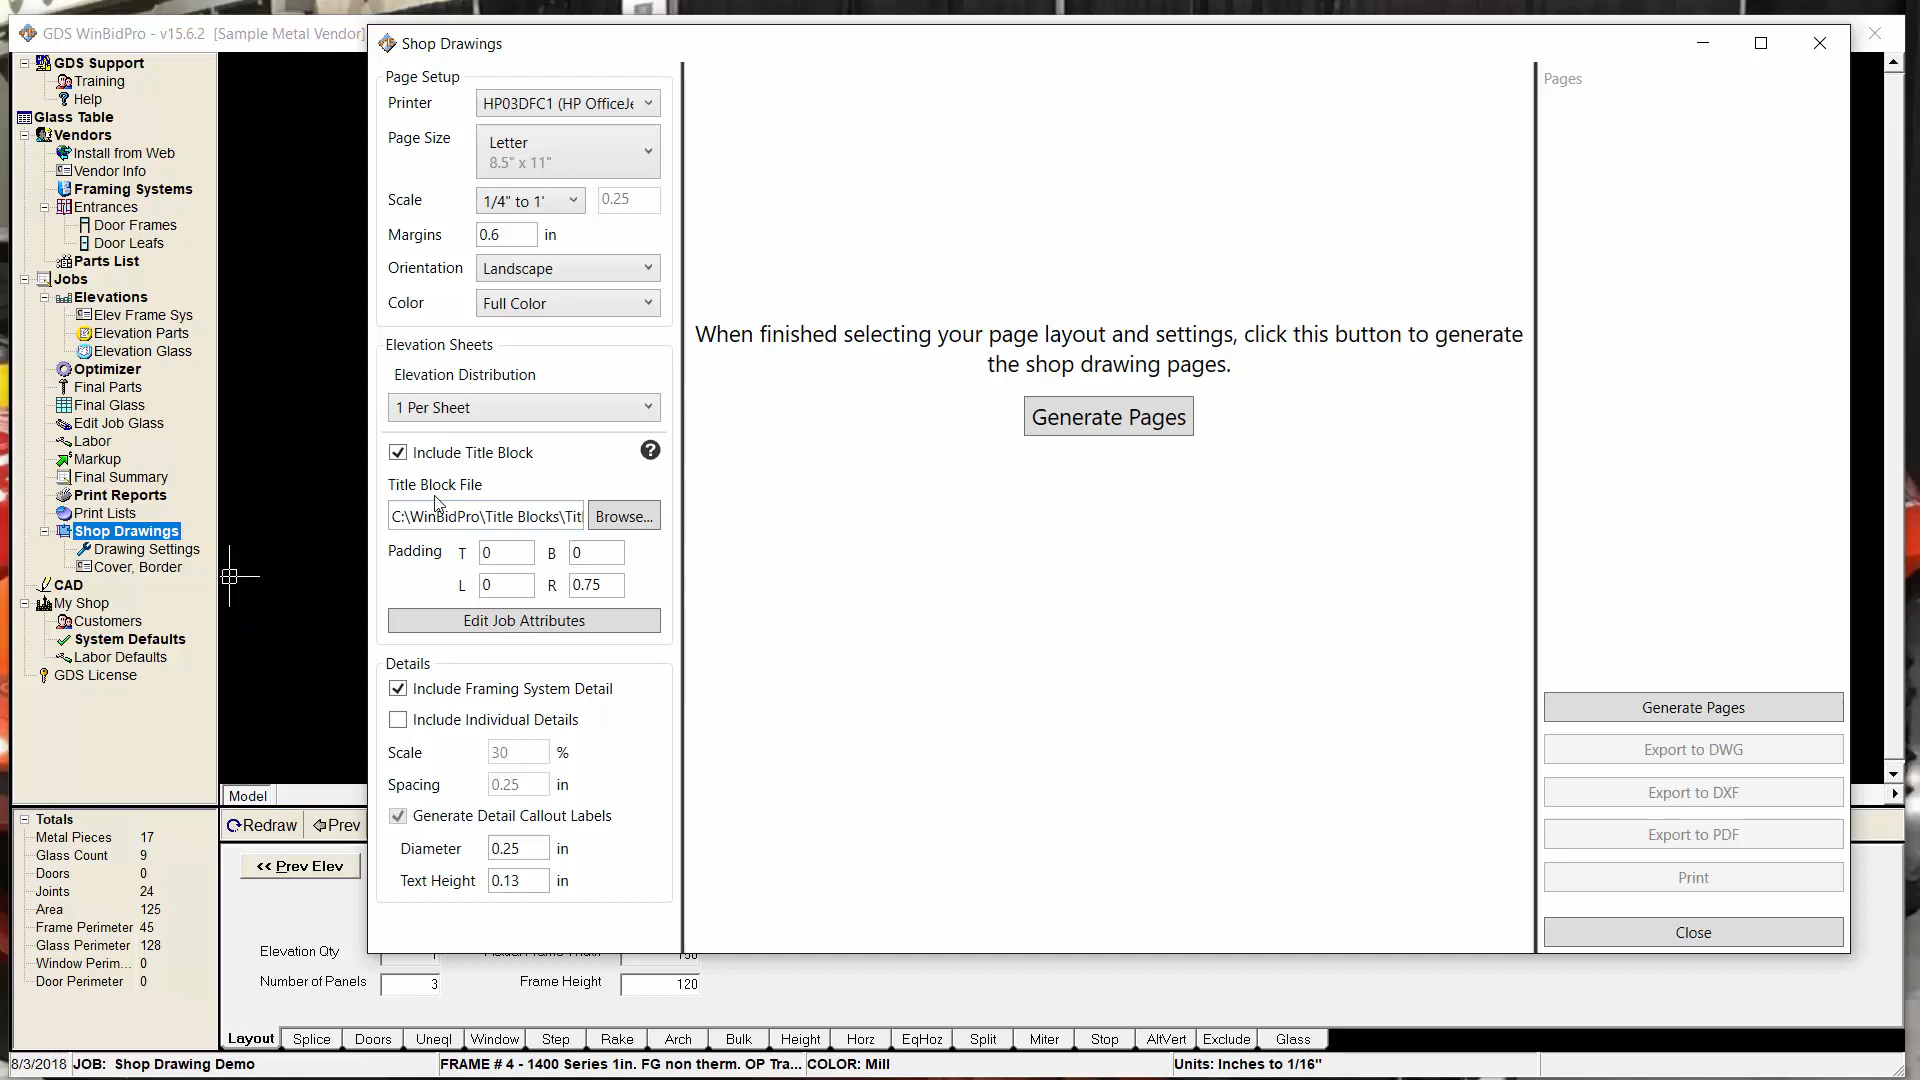 GDS WinBidPro - v15.6.2 [Sample Metal Vendor]
GDS Support
Training
Help
Glass Table
Vendors
Install from Web
Vendor Info
Framing Systems
Entrances
Door Frames
Door Leafs
Parts List
Jobs
Elevations
Elev Frame Sys
Elevation Parts
Elevation Glass
Optimizer
Final Parts
Final Glass
Edit Job Glass
Labor
Markup
Final Summary
Print Reports
Print Lists
Shop Drawings
Drawing Settings
Cover, Border
CAD
My Shop
Customers
System Defaults
Labor Defaults
GDS License
Totals
Metal Pieces 17
Glass Count 9
Doors 0
Joints 24
Area 125
Frame Perimeter 45
Glass Perimeter 128
Window Perim... 0
Door Perimeter 0
Shop Drawings
Page Setup
Printer HP03DFC1 (HP OfficeJe
Page Size Letter
8.5" x 11"
Scale 1/4" to 1' 0.25
Margins 0.6 in
Orientation Landscape
Color Full Color
Elevation Sheets
Elevation Distribution
1 Per Sheet
Include Title Block
Title Block File
C:\WinBidPro\Title Blocks\Titl Browse...
Padding T 0 B 0
L 0 R 0.75
Edit Job Attributes
Details
Include Framing System Detail
Include Individual Details
Scale 30 %
Spacing 0.25 in
Generate Detail Callout Labels
Diameter 0.25 in
Text Height 0.13 in
When finished selecting your page layout and settings, click this button to generate
the shop drawing pages.
Generate Pages
Pages
Generate Pages
Export to DWG
Export to DXF
Export to PDF
Print
Close
Model
Redraw Prev
<< Prev Elev
Elevation Qty 1 Actual Frame Width 150
Number of Panels 3 Frame Height 120
Layout Splice Doors Uneql Window Step Rake Arch Bulk Height Horz EqHoz Split Miter Stop AltVert Exclude Glass
8/3/2018 JOB: Shop Drawing Demo FRAME # 4 - 1400 Series 1in. FG non therm. OP Tra... COLOR: Mill Units: Inches to 1/16"